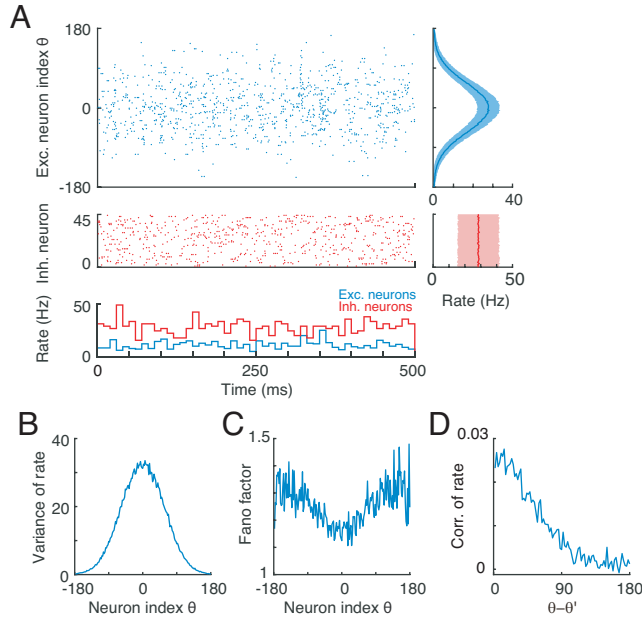 A
180
Exc. neuron index θ
0
-180
0
40
45
Inh. neuron
0
0
50
Rate (Hz)
50
Rate (Hz)
0
Exc. neurons
Inh. neurons
0
250
500
Time (ms)
B
40
Variance of rate
20
0
-180
0
180
Neuron index θ
C
1.5
Fano factor
1
-180
0
180
Neuron index θ
D
0.03
Corr. of rate
0
0
90
180
θ–θ'